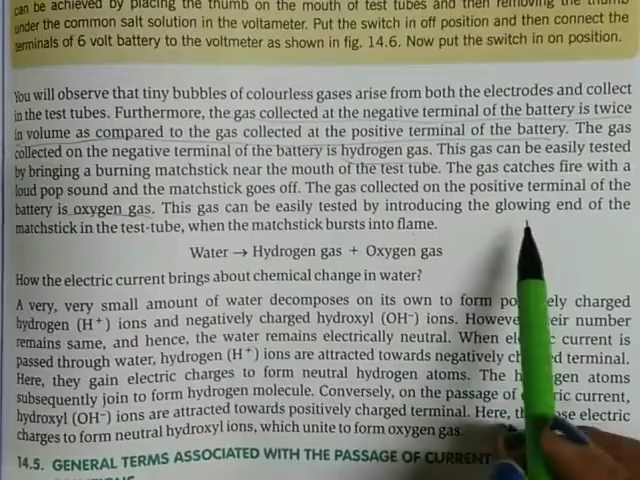 can be achieved by placing the thumb on the mouth of test tubes and then removing the thumb
under the common salt solution in the voltameter. Put the switch in off position and then connect the
terminals of 6 volt battery to the voltmeter as shown in fig. 14.6. Now put the switch in on position.
You will observe that tiny bubbles of colourless gases arise from both the electrodes and collect
in the test tubes. Furthermore, the gas collected at the negative terminal of the battery is twice
in volume as compared to the gas collected at the positive terminal of the battery. The gas
collected on the negative terminal of the battery is hydrogen gas. This gas can be easily tested
by bringing a burning matchstick near the mouth of the test tube. The gas catches fire with a
loud pop sound and the matchstick goes off. The gas collected on the positive terminal of the
battery is oxygen gas. This gas can be easily tested by introducing the glowing end of the
matchstick in the test-tube, when the matchstick bursts into flame.
Water → Hydrogen gas + Oxygen gas
How the electric current brings about chemical change in water?
A very, very small amount of water decomposes on its own to form po ely charged
hydrogen (H⁺) ions and negatively charged hydroxyl (OH⁻) ions. Howeve eir number
remains same, and hence, the water remains electrically neutral. When el c current is
passed through water, hydrogen (H⁺) ions are attracted towards negatively ch d terminal.
Here, they gain electric charges to form neutral hydrogen atoms. The h gen atoms
subsequently join to form hydrogen molecule. Conversely, on the passage of el ric current,
hydroxyl (OH⁻) ions are attracted towards positively charged terminal. Here, th se electric
charges to form neutral hydroxyl ions, which unite to form oxygen gas.
14.5. GENERAL TERMS ASSOCIATED WITH THE PASSAGE OF CURRENT